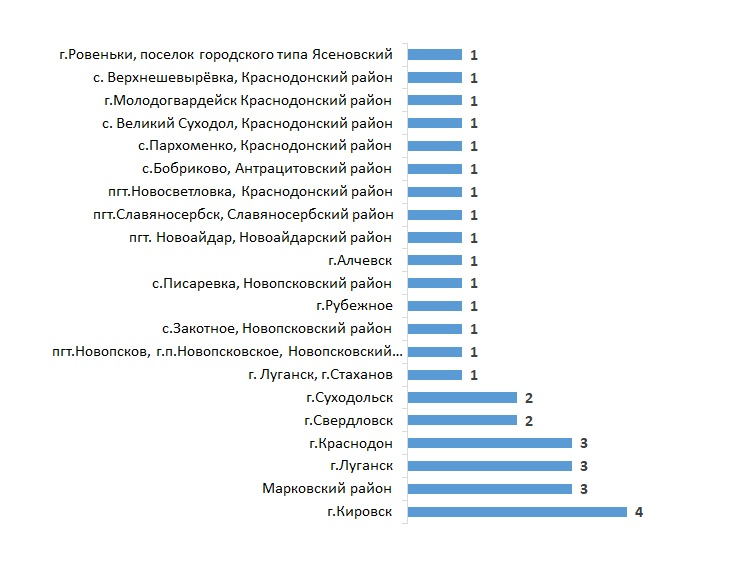 г.Ровеньки, поселок городского типа Ясеновский 1
с. Верхнешевырёвка, Краснодонский район 1
г.Молодогвардейск Краснодонский район 1
с. Великий Суходол, Краснодонский район 1
с.Пархоменко, Краснодонский район 1
с.Бобриково, Антрацитовский район 1
пгт.Новосветловка, Краснодонский район 1
пгт.Славяносербск, Славяносербский район 1
пгт. Новоайдар, Новоайдарский район 1
г.Алчевск 1
с.Писаревка, Новопсковский район 1
г.Рубежное 1
с.Закотное, Новопсковский район 1
пгт.Новопсков, г.п.Новопсковское, Новопсковский... 1
г. Луганск, г.Стаханов 1
г.Суходольск 2
г.Свердловск 2
г.Краснодон 3
г.Луганск 3
Марковский район 3
г.Кировск 4